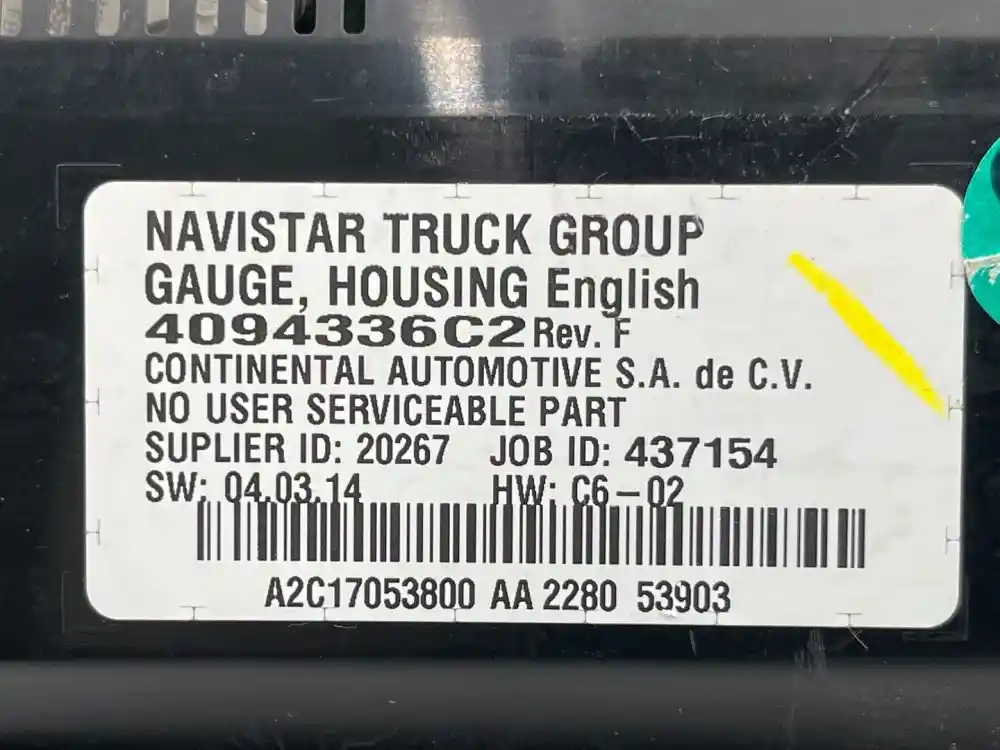 NAVISTAR TRUCK GROUP
GAUGE, HOUSING English
4094336C2 Rev. F
CONTINENTAL AUTOMOTIVE S.A. de C.V.
NO USER SERVICEABLE PART
SUPLIER ID: 20267 JOB ID: 437154
SW: 04.03.14 HW: C6-02
A2C17053800 AA 2280 53903